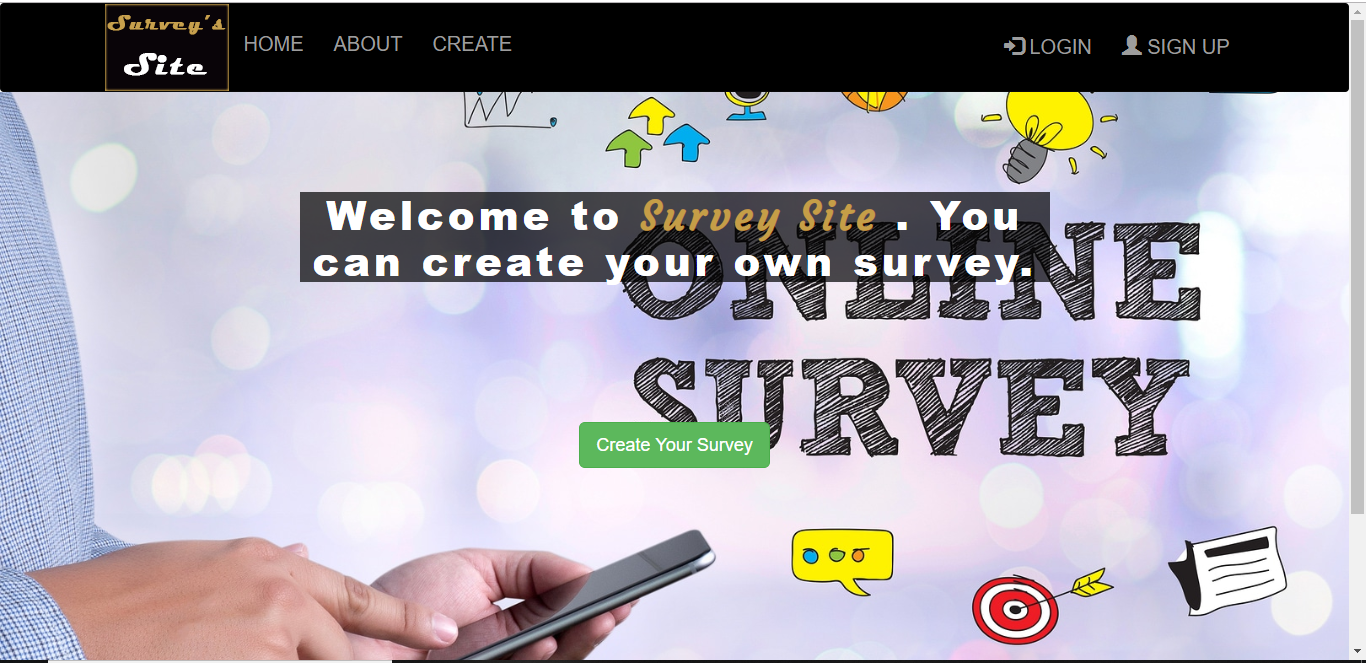 Survey's
Site
HOME ABOUT CREATE
LOGIN SIGN UP
Welcome to Survey Site . You
can create your own survey.
ONLINE
SURVEY
Create Your Survey